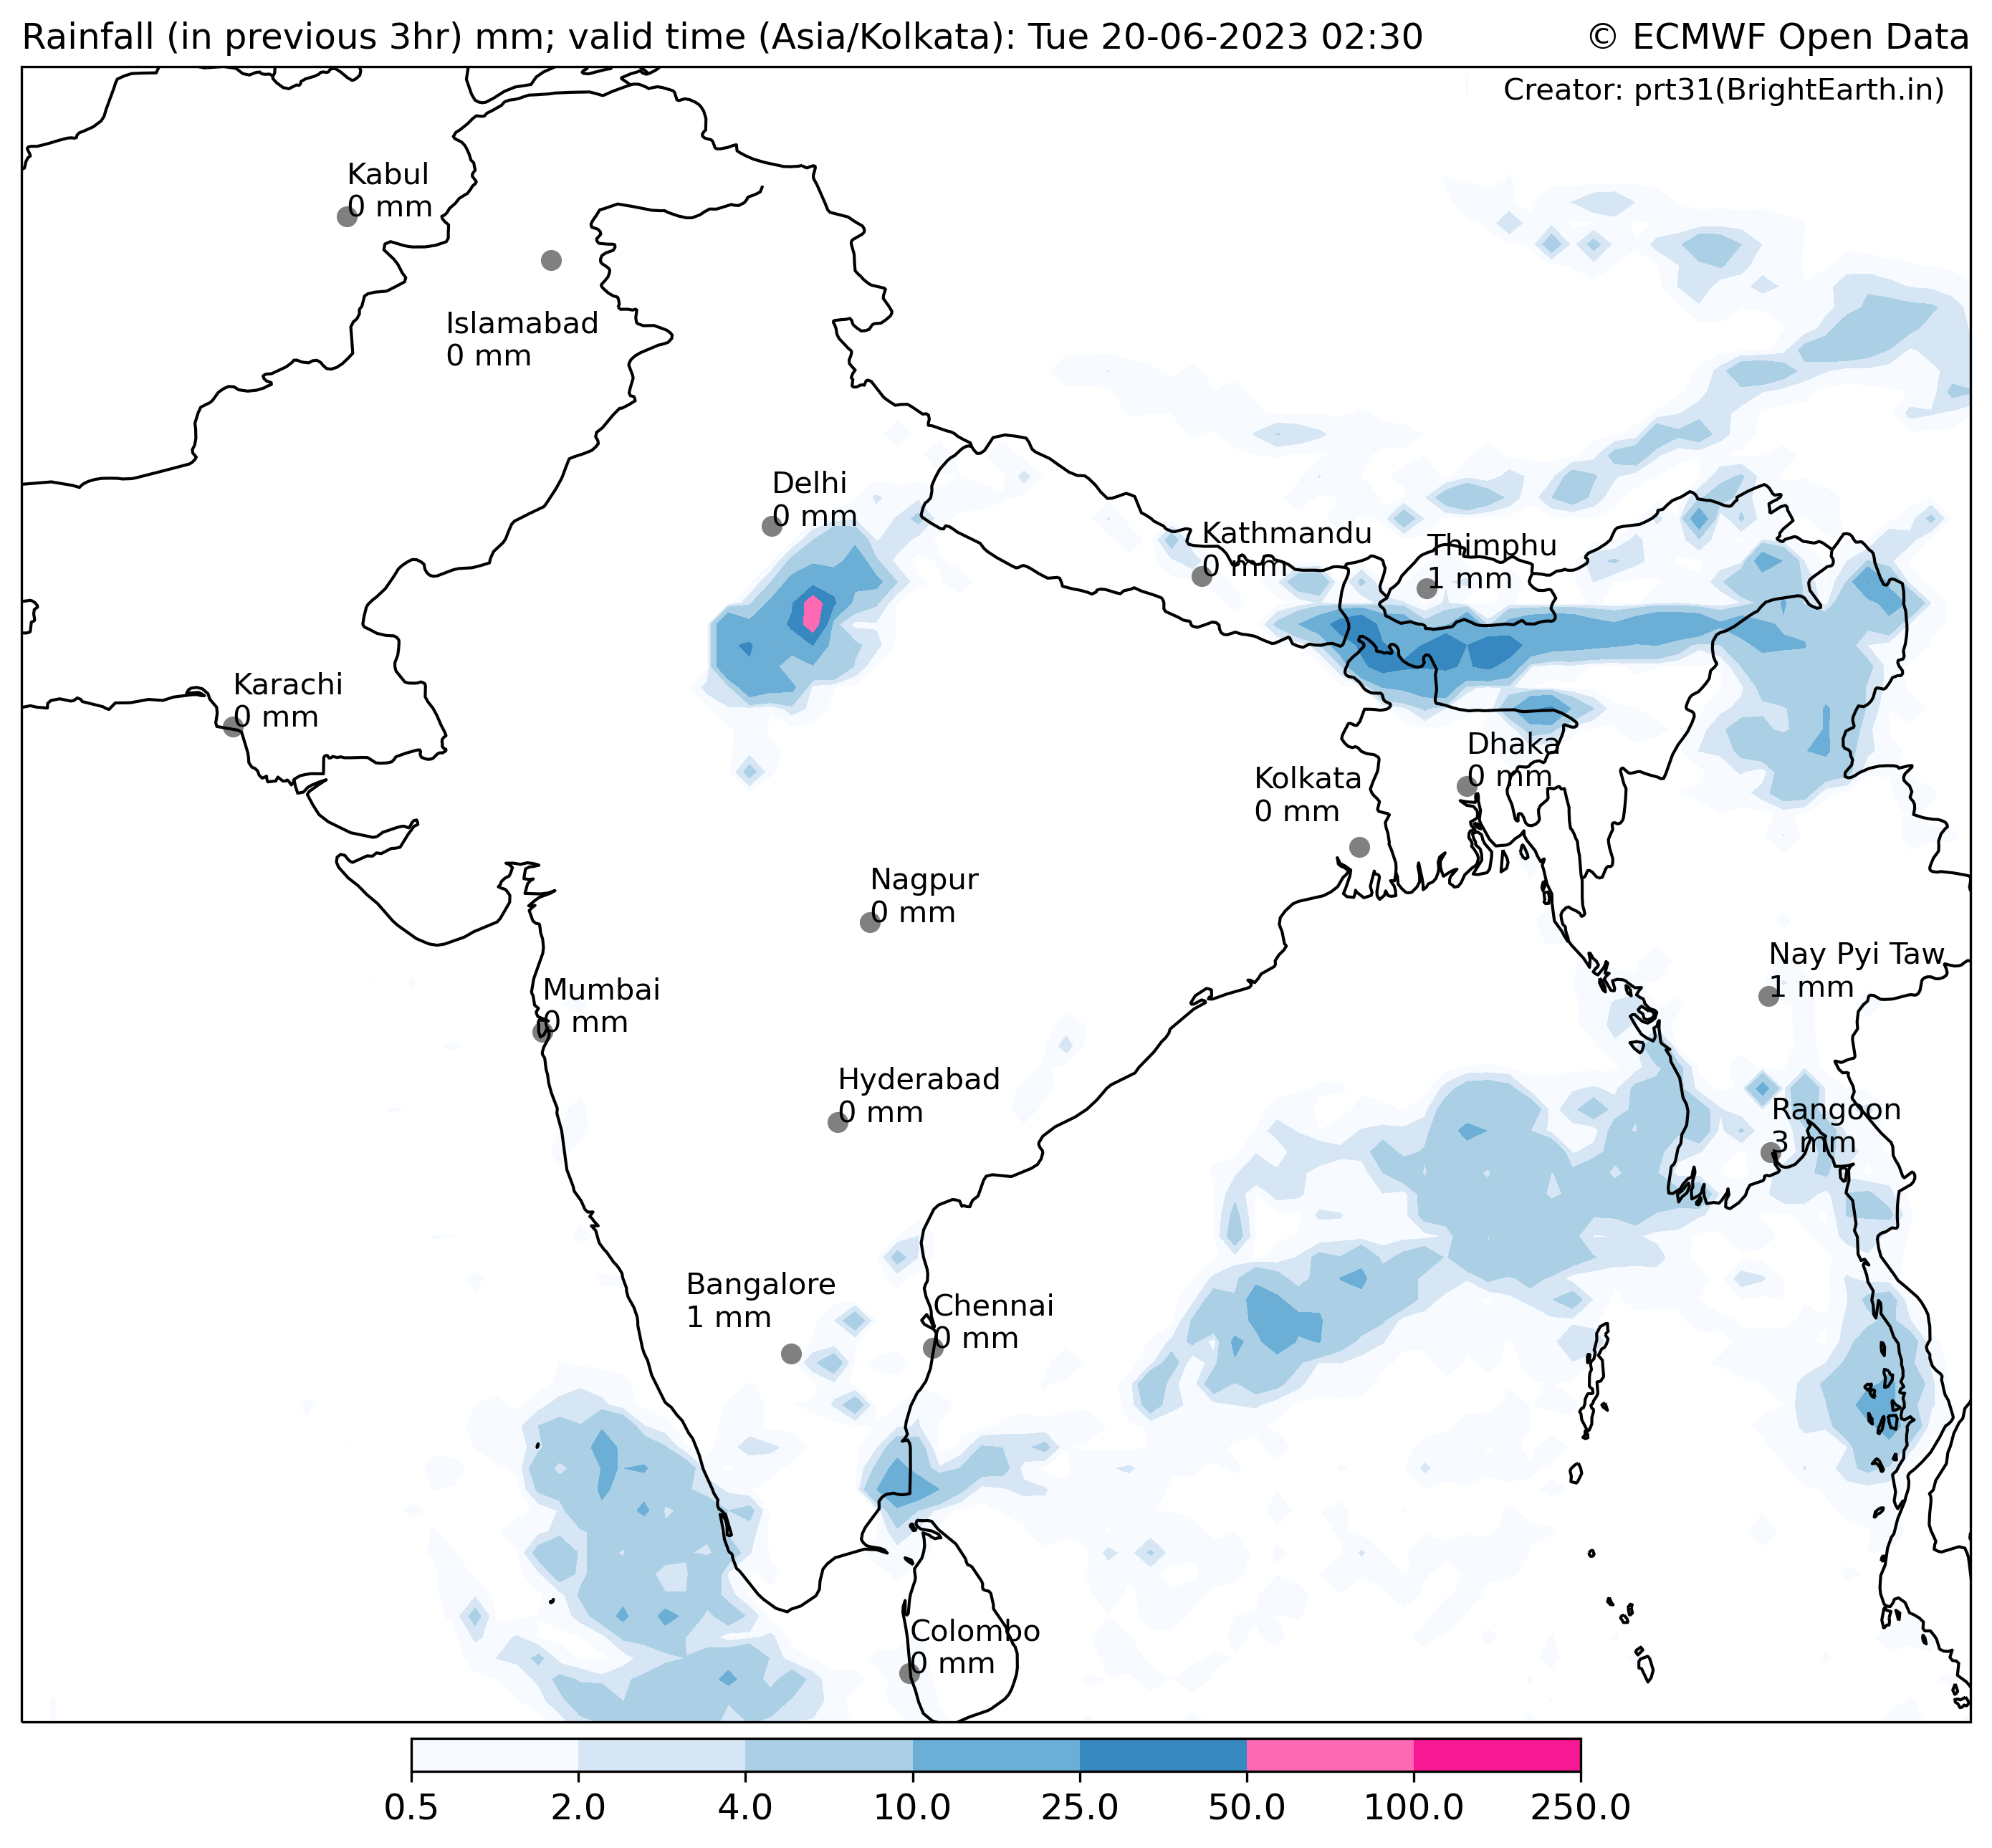 Rainfall (in previous 3hr) mm; valid time (Asia/Kolkata): Tue 20-06-2023 02:30
© ECMWF Open Data
Creator: prt31(BrightEarth.in)
Kabul
0 mm
Islamabad
0 mm
Delhi
0 mm
Kathmandu
0 mm
Thimphu
1 mm
Karachi
0 mm
Dhaka
0 mm
Kolkata
0 mm
Nagpur
0 mm
Nay Pyi Taw
1 mm
Mumbai
0 mm
Hyderabad
0 mm
Rangoon
3 mm
Bangalore
1 mm
Chennai
0 mm
Colombo
0 mm
0.5 2.0 4.0 10.0 25.0 50.0 100.0 250.0